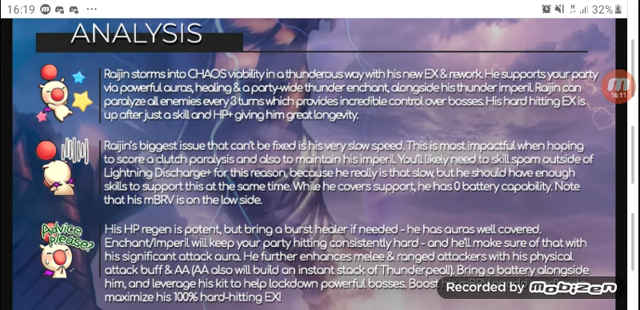 16:19
32%
ANALYSIS
16:11
Raijin storms into CHAOS viability in a thunderous way with his new EX & rework. He supports your party
via powerful auras, healing & a party-wide thunder enchant, alongside his thunder imperil. Raijin can
paralyze all enemies every 3 turns which provides incredible control over bosses. His hard hitting EX is
up after just a skill and HP+ giving him great longevity.
Raijin's biggest issue that can't be fixed is his very slow speed. This is most impactful when hoping
to score a clutch paralysis and also to maintain his imperil. You'll likely need to skill spam outside of
Lightning Discharge+ for this reason, because he really is that slow, but he should have enough
skills to support this at the same time. While he covers support, he has 0 battery capability. Note
that his mBRV is on the low side.
Advice
Please?
His HP regen is potent, but bring a burst healer if needed - he has auras well covered.
Enchant/Imperil will keep your party hitting consistently hard - and he'll make sure of that with
his significant attack aura. He further enhances melee & ranged attackers with his physical
attack buff & AA (AA also will build an instant stack of Thunderpeal!). Bring a battery alongside
him, and leverage his kit to help lockdown powerful bosses. Boost
maximize his 100% hard-hitting EX!
Recorded by Mobizen